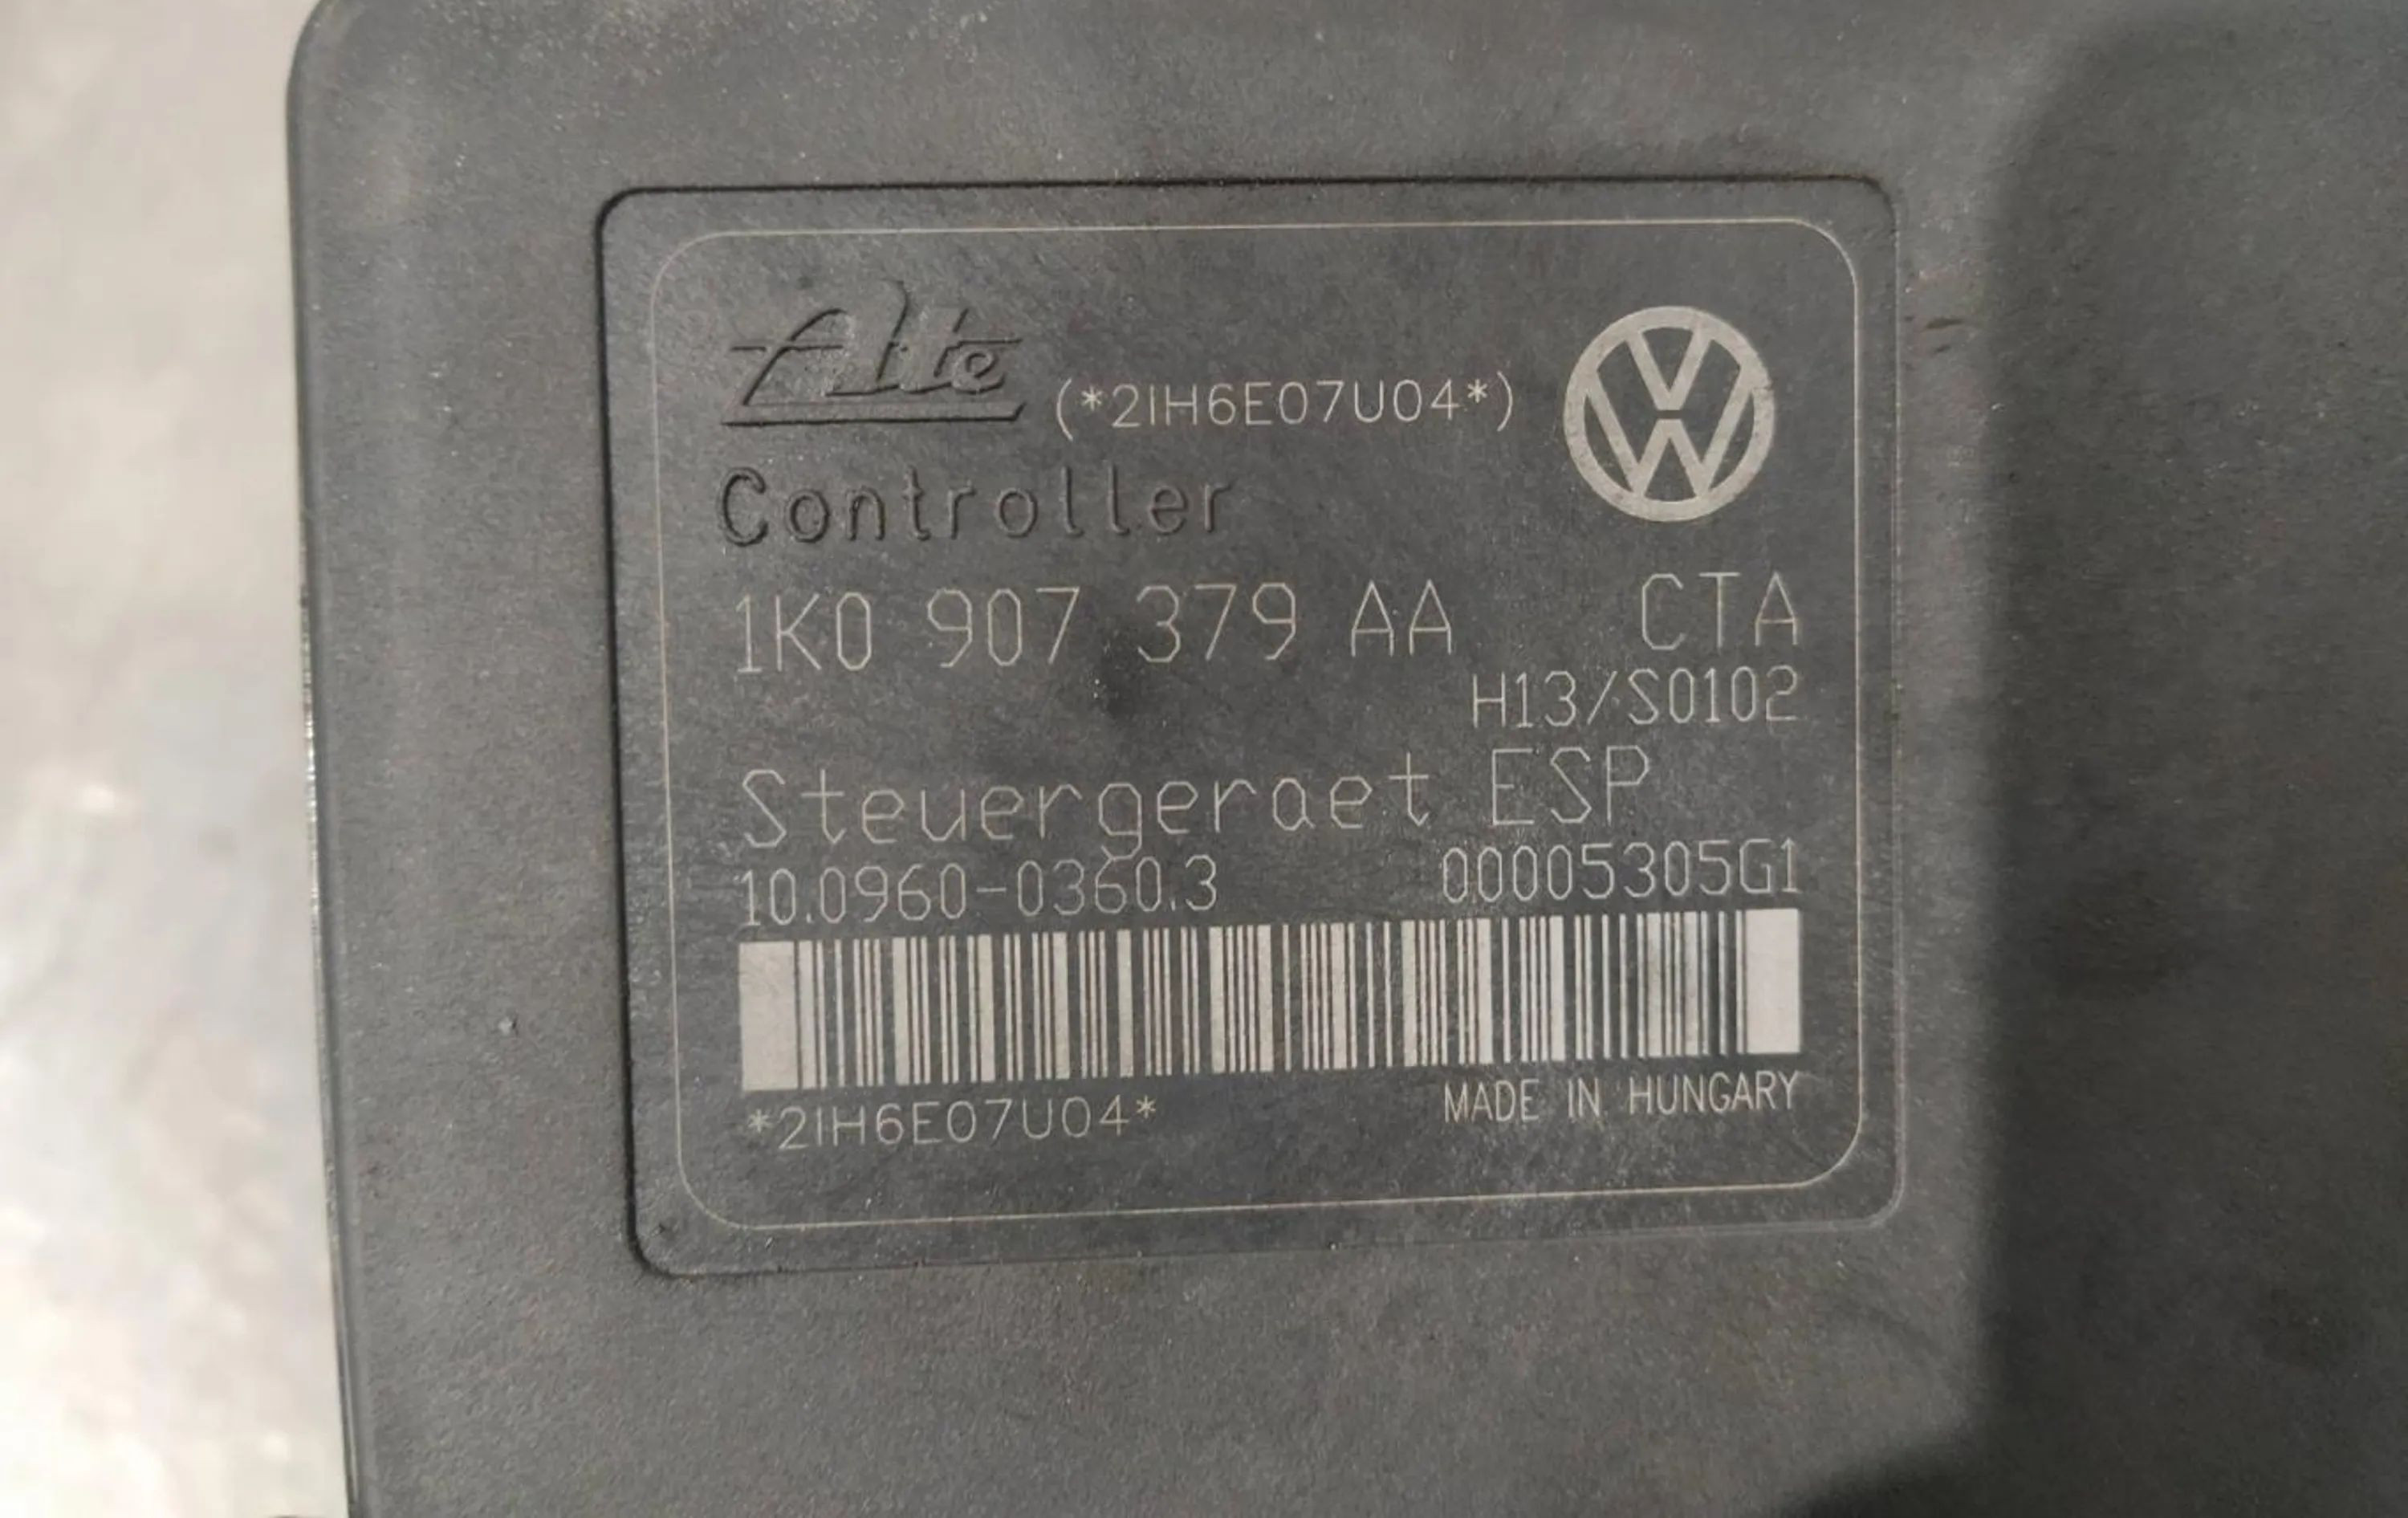 Ate (*2IH6E07U04*)
Controller
1K0 907 379 AA CTA
H13/S0102
Steuergeraet ESP
10.0960-0360.3 00005305G1
*2IH6E07U04* MADE IN HUNGARY